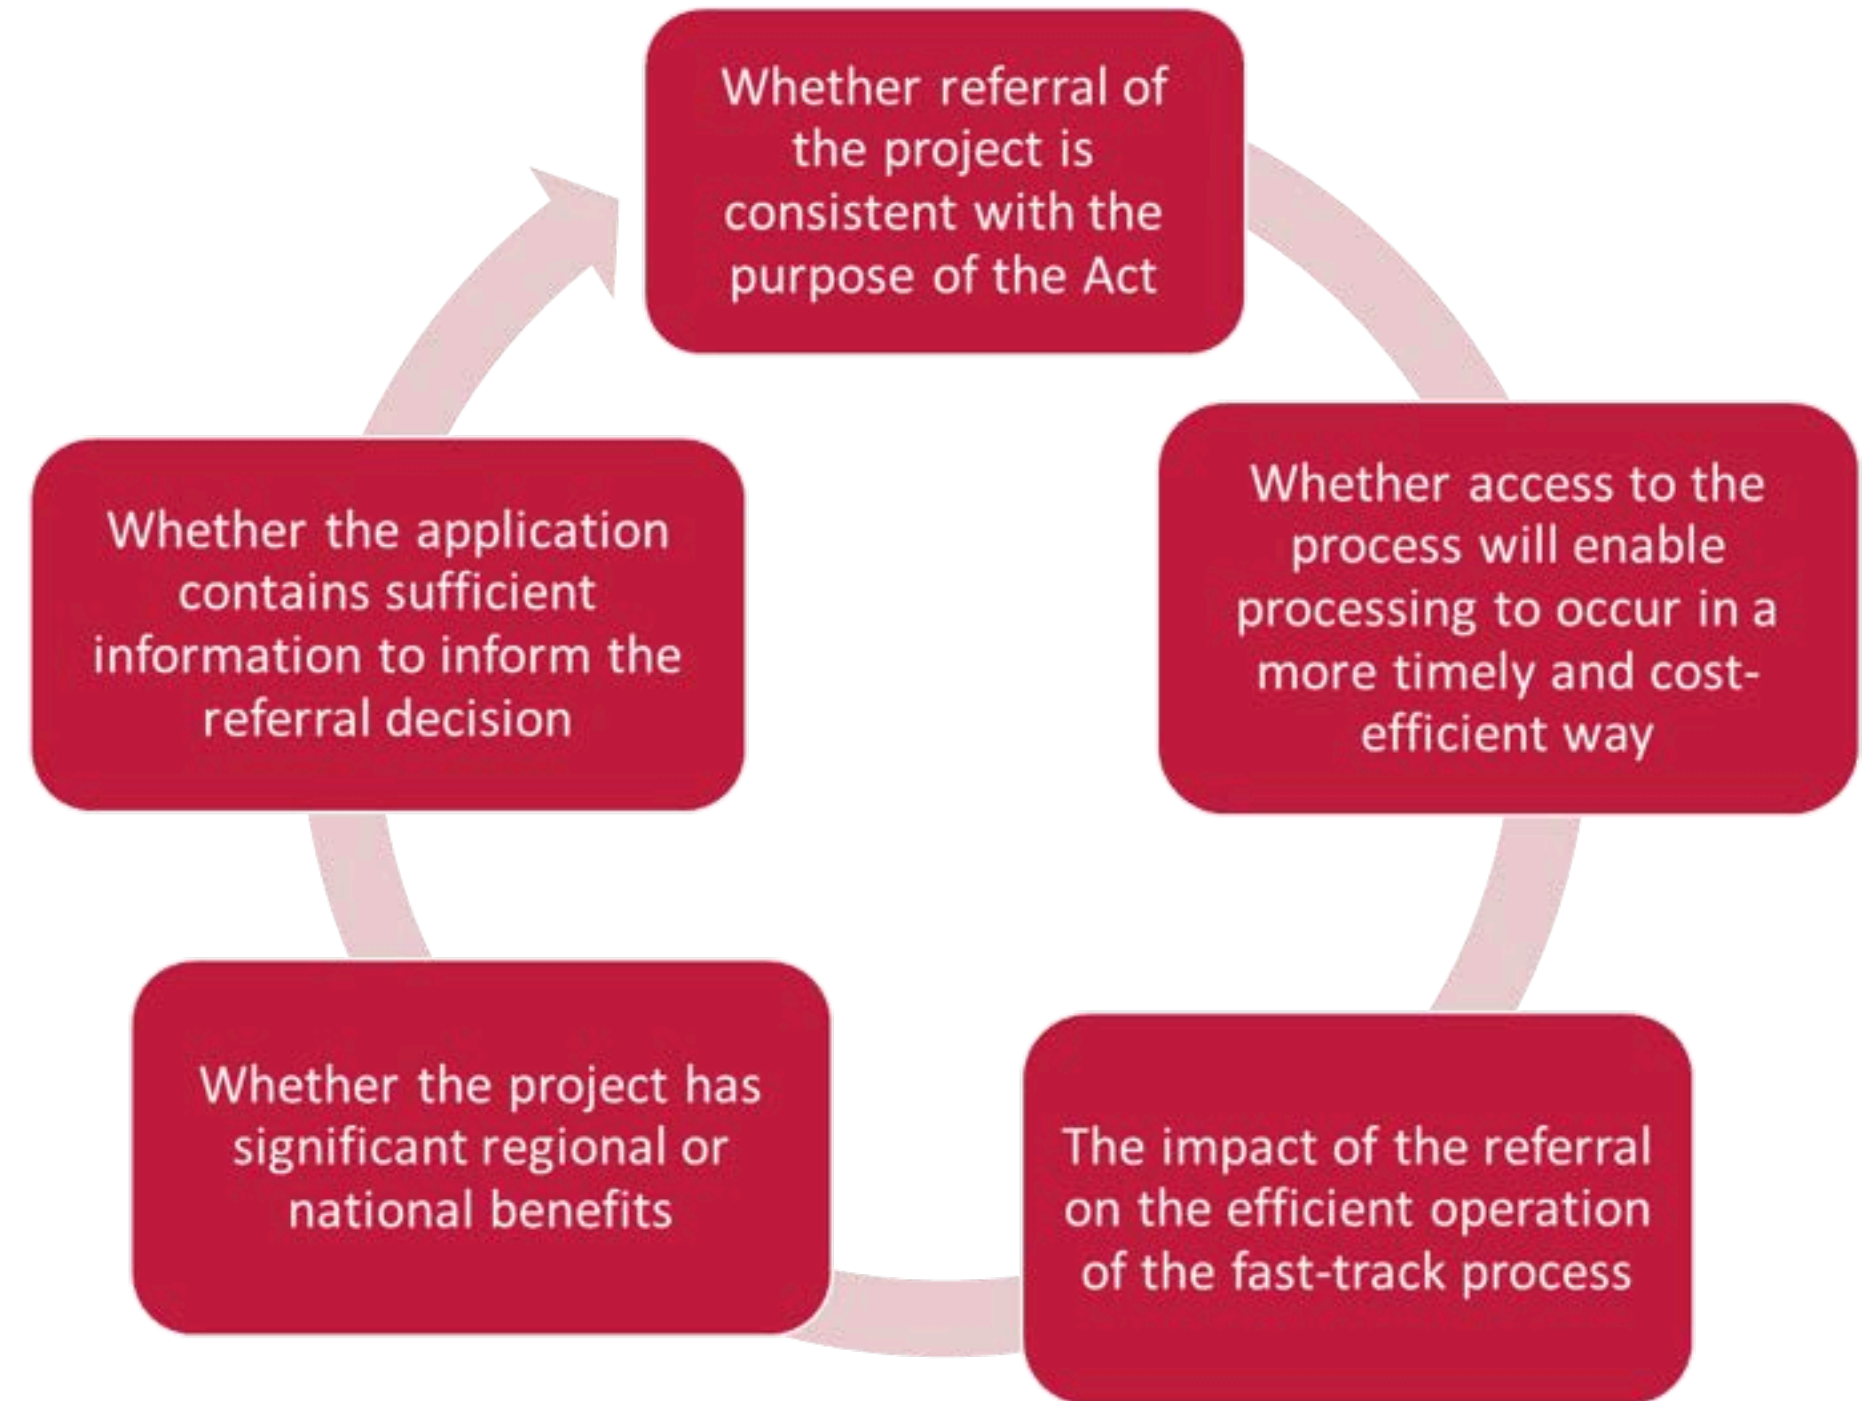 Whether referral of
the project is
consistent with the
purpose of the Act
Whether access to the
process will enable
processing to occur in a
more timely and cost-
efficient way
The impact of the referral
on the efficient operation
of the fast-track process
Whether the project has
significant regional or
national benefits
Whether the application
contains sufficient
information to inform the
referral decision